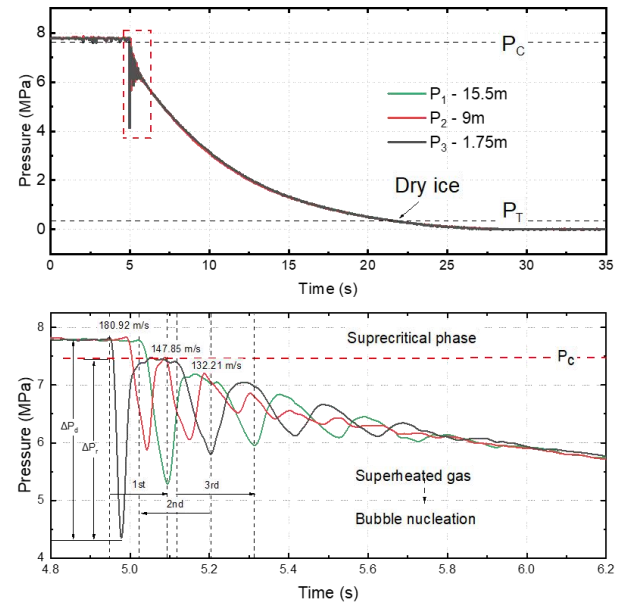 8
6
4
2
0
Pressure (MPa)
P_C
P₁ - 15.5m
P₂ - 9m
P₃ - 1.75m
Dry ice
P_T
0 5 10 15 20 25 30 35
Time (s)
8
7
6
5
4
Pressure (MPa)
180.92 m/s
147.85 m/s
132.21 m/s
Suprecritical phase
P_C
ΔP_d
ΔP_r
1st
2nd
3rd
Superheated gas
Bubble nucleation
4.8 5.0 5.2 5.4 5.6 5.8 6.0 6.2
Time (s)